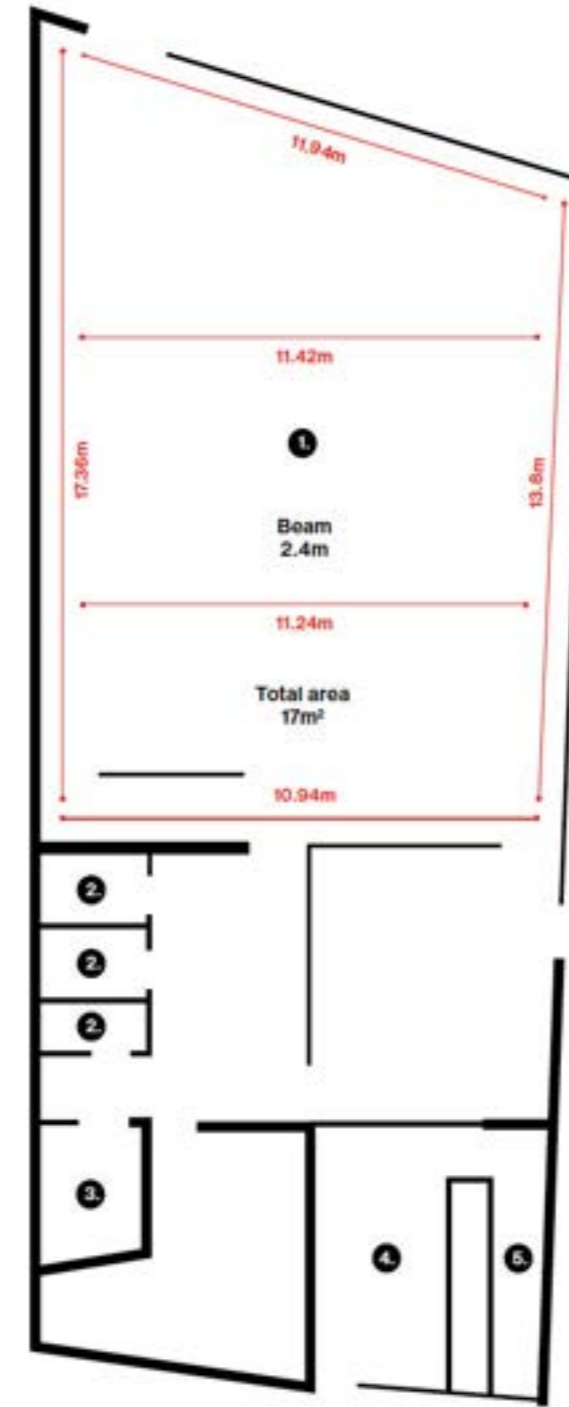 11.94m
11.42m
1.
17.36m
13.8m
Beam
2.4m
11.24m
Total area
17m²
10.94m
2.
2.
2.
3.
4.
5.